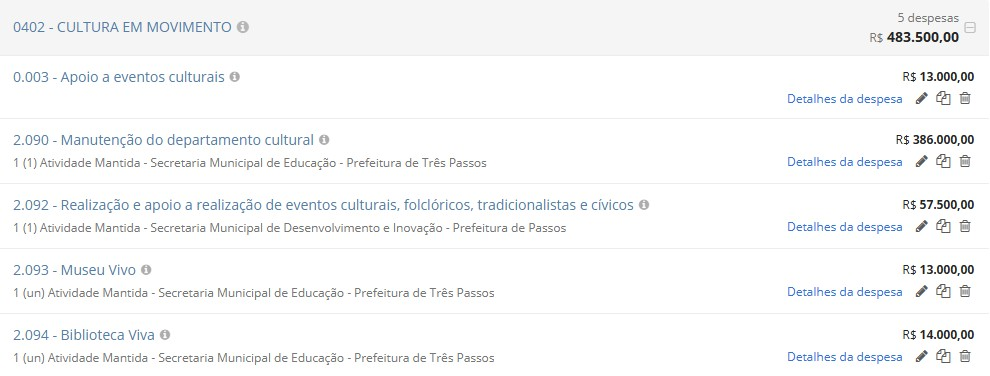 0402 - CULTURA EM MOVIMENTO
5 despesas
R$ 483.500,00
0.003 - Apoio a eventos culturais
R$ 13.000,00
Detalhes da despesa
2.090 - Manutenção do departamento cultural
R$ 386.000,00
1 (1) Atividade Mantida - Secretaria Municipal de Educação - Prefeitura de Três Passos
Detalhes da despesa
2.092 - Realização e apoio a realização de eventos culturais, folclóricos, tradicionalistas e cívicos
R$ 57.500,00
1 (1) Atividade Mantida - Secretaria Municipal de Desenvolvimento e Inovação - Prefeitura de Passos
Detalhes da despesa
2.093 - Museu Vivo
R$ 13.000,00
1 (un) Atividade Mantida - Secretaria Municipal de Educação - Prefeitura de Três Passos
Detalhes da despesa
2.094 - Biblioteca Viva
R$ 14.000,00
1 (un) Atividade Mantida - Secretaria Municipal de Educação - Prefeitura de Três Passos
Detalhes da despesa